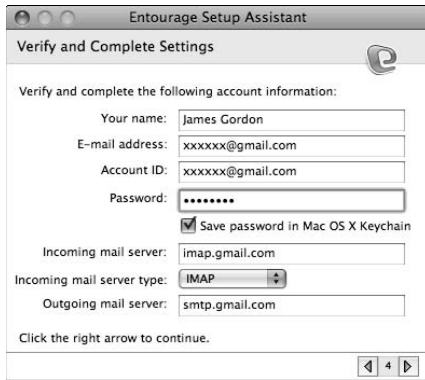 Entourage Setup Assistant
Verify and Complete Settings
Verify and complete the following account information:
Your name: James Gordon
E-mail address: xxxxxx@gmail.com
Account ID: xxxxxx@gmail.com
Password: ••••••••
Save password in Mac OS X Keychain
Incoming mail server: imap.gmail.com
Incoming mail server type: IMAP
Outgoing mail server: smtp.gmail.com
Click the right arrow to continue.
4